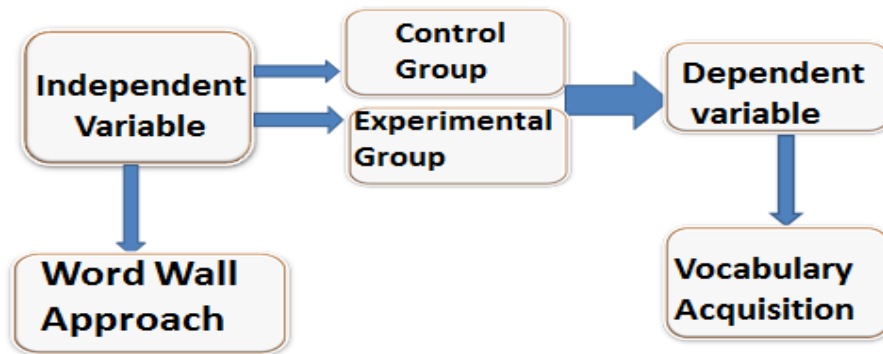 Independent
Variable
Control
Group
Experimental
Group
Dependent
variable
Word Wall
Approach
Vocabulary
Acquisition